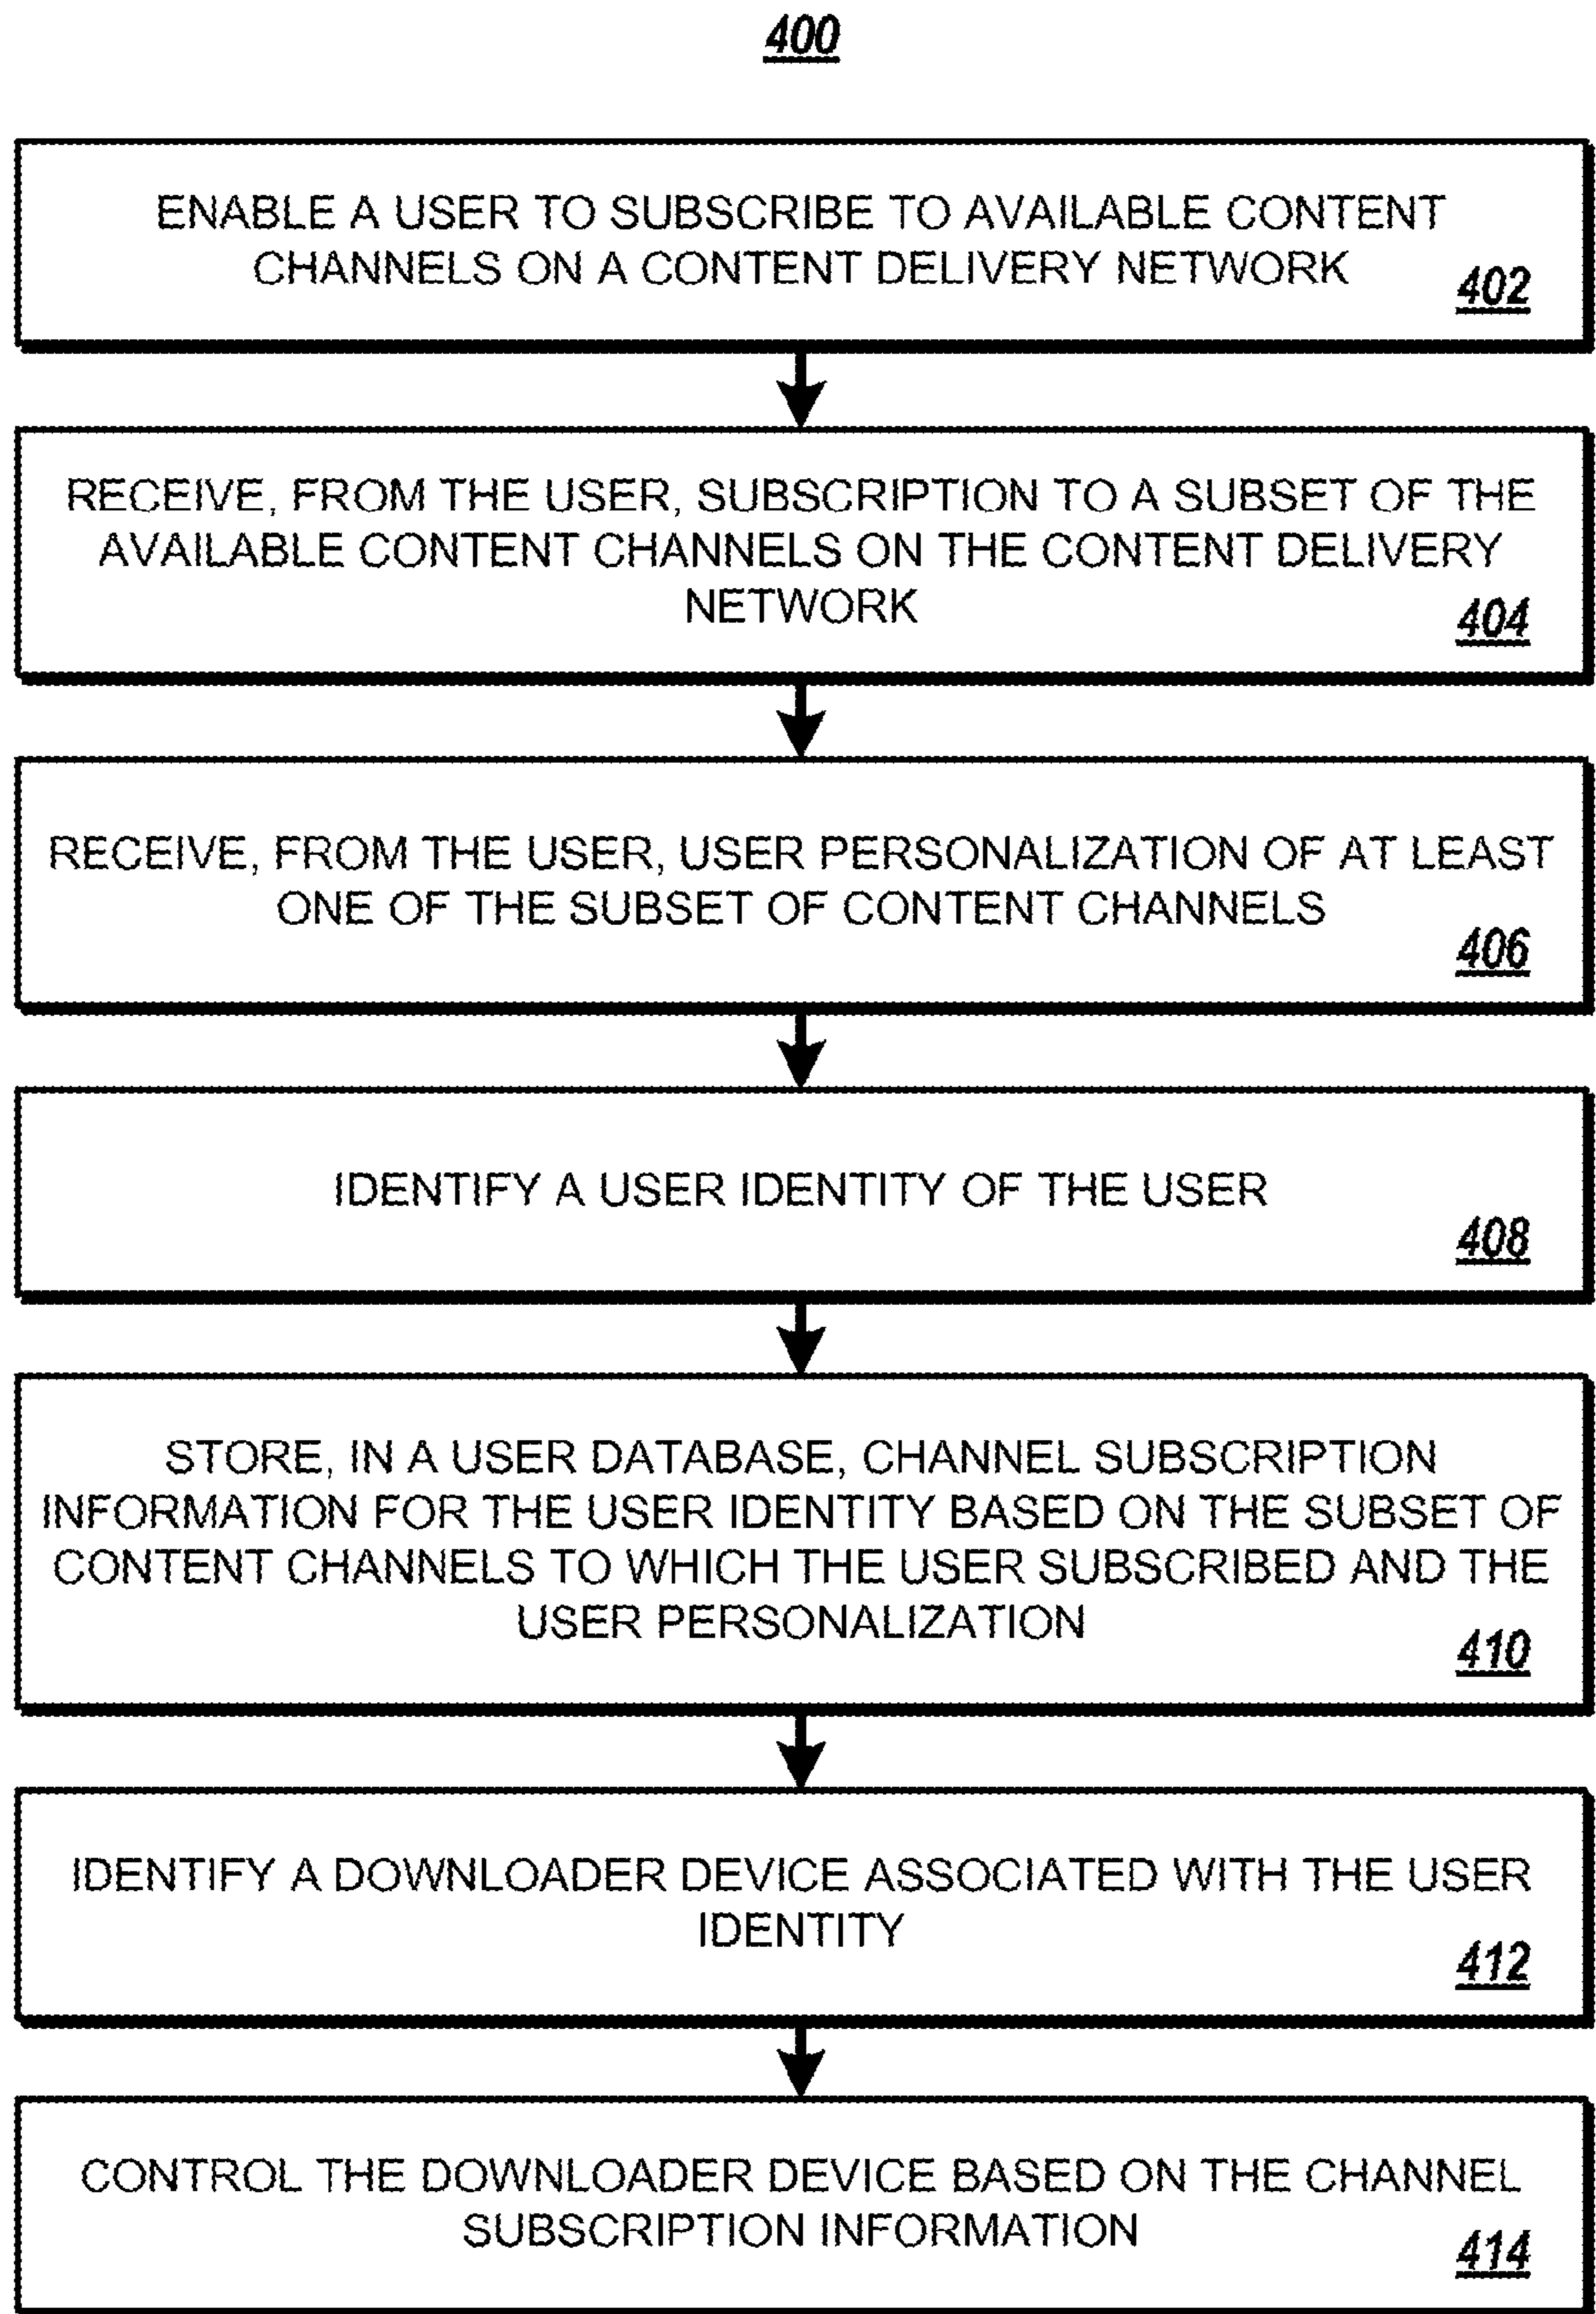 400
ENABLE A USER TO SUBSCRIBE TO AVAILABLE CONTENT
CHANNELS ON A CONTENT DELIVERY NETWORK
402
RECEIVE, FROM THE USER, SUBSCRIPTION TO A SUBSET OF THE
AVAILABLE CONTENT CHANNELS ON THE CONTENT DELIVERY
NETWORK
404
RECEIVE, FROM THE USER, USER PERSONALIZATION OF AT LEAST
ONE OF THE SUBSET OF CONTENT CHANNELS
406
IDENTIFY A USER IDENTITY OF THE USER
408
STORE, IN A USER DATABASE, CHANNEL SUBSCRIPTION
INFORMATION FOR THE USER IDENTITY BASED ON THE SUBSET OF
CONTENT CHANNELS TO WHICH THE USER SUBSCRIBED AND THE
USER PERSONALIZATION
410
IDENTIFY A DOWNLOADER DEVICE ASSOCIATED WITH THE USER
IDENTITY
412
CONTROL THE DOWNLOADER DEVICE BASED ON THE CHANNEL
SUBSCRIPTION INFORMATION
414